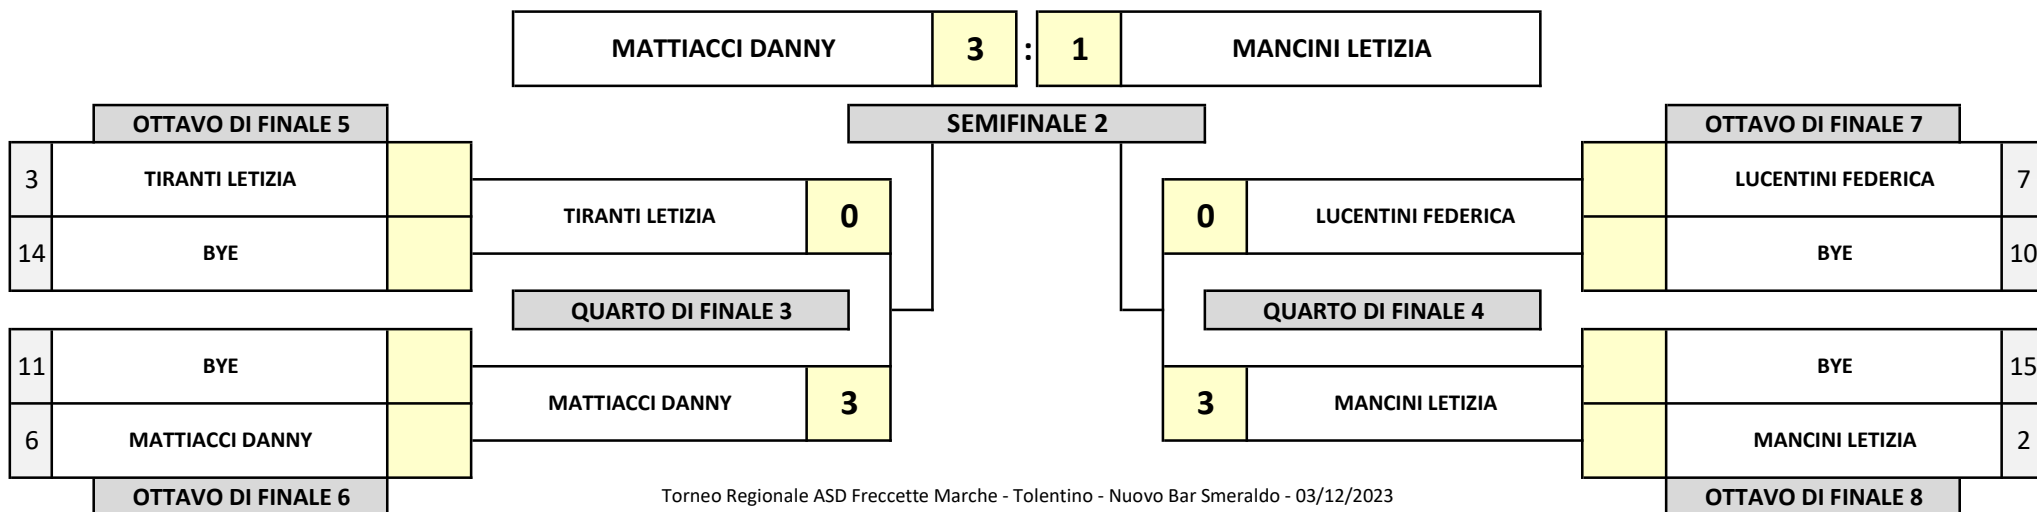 MATTIACCI DANNY 3 : 1 MANCINI LETIZIA
OTTAVO DI FINALE 5 SEMIFINALE 2 OTTAVO DI FINALE 7
3 TIRANTI LETIZIA LUCENTINI FEDERICA 7
TIRANTI LETIZIA 0 0 LUCENTINI FEDERICA
14 BYE BYE 10
QUARTO DI FINALE 3 QUARTO DI FINALE 4
11 BYE BYE 15
MATTIACCI DANNY 3 3 MANCINI LETIZIA
6 MATTIACCI DANNY MANCINI LETIZIA 2
OTTAVO DI FINALE 6 Torneo Regionale ASD Freccette Marche - Tolentino - Nuovo Bar Smeraldo - 03/12/2023 OTTAVO DI FINALE 8